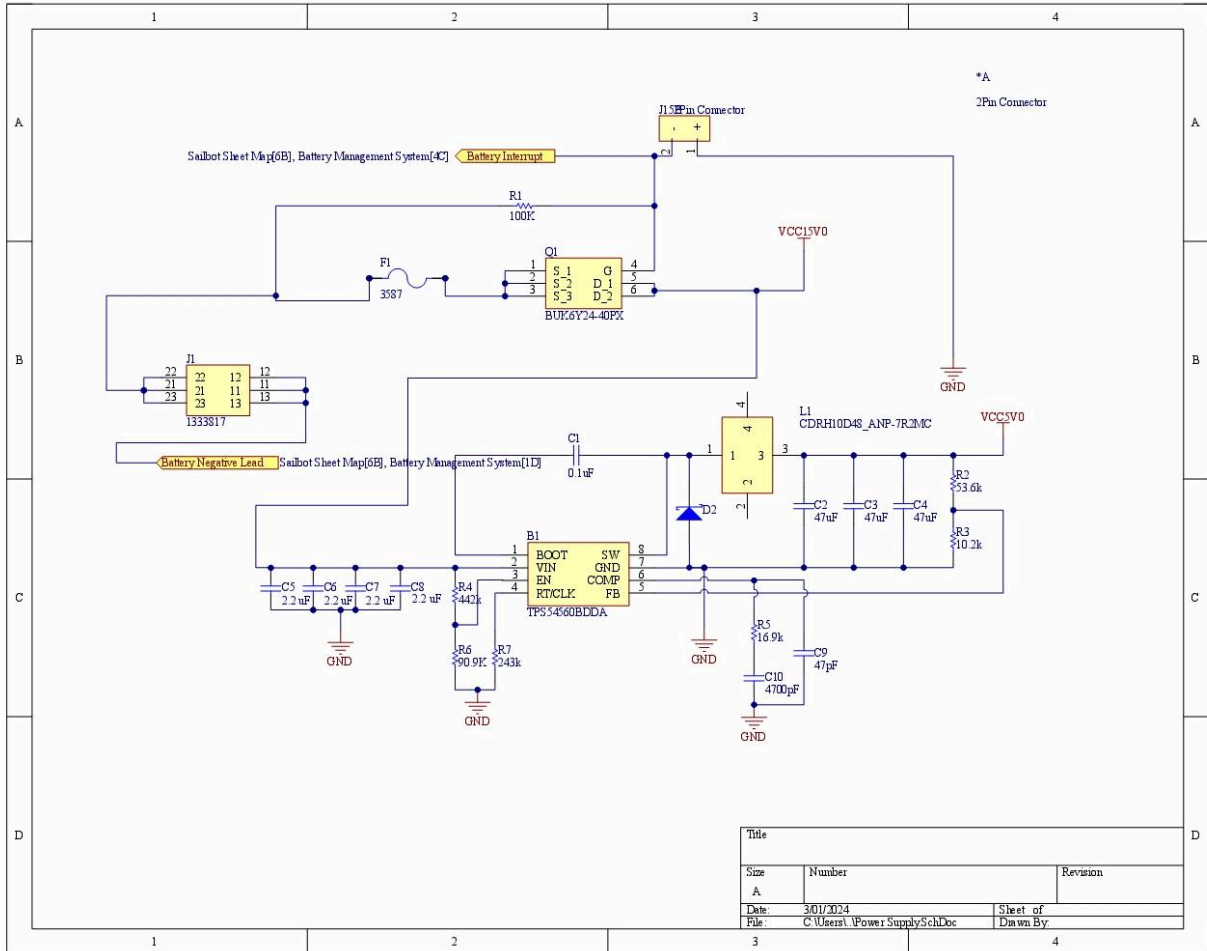 1 2 3 4
*A
2Pin Connector
A A
J15B 2Pin Connector
- +
2 1
Sailbot Sheet Map[6B], Battery Management System[4C] Battery Interrupt
R1
100K
VCC15V0
F1
3587
Q1
1 S_1 G 4
2 S_2 D_1 5
3 S_3 D_2 6
BUK6Y24-40PX
B B
J1
22 22 12 12
21 21 11 11
23 23 13 13
1333817
GND
4
4
L1
CDRH10D48_ANP-7R2MC
VCC5V0
Battery Negative Lead Sailbot Sheet Map[6B], Battery Management System[1D]
C1
0.1uF
1 1 3 3
2
2
R2
53.6k
D2
C2
47uF
C3
47uF
C4
47uF
R3
10.2k
B1
1 BOOT SW 8
2 VIN GND 7
3 EN COMP 6
4 RT/CLK FB 5
TPS54560BDDA
C C
C5
2.2 uF
C6
2.2 uF
C7
2.2 uF
C8
2.2 uF
R4
442k
R5
16.9k
GND
GND
R6
90.9K
R7
243k
C9
47pF
C10
4700pF
GND
GND
D D
Title
Size Number Revision
A
Date: 3/01/2024 Sheet of
File: C:\Users\..\Power Supply.SchDoc Drawn By:
1 2 3 4